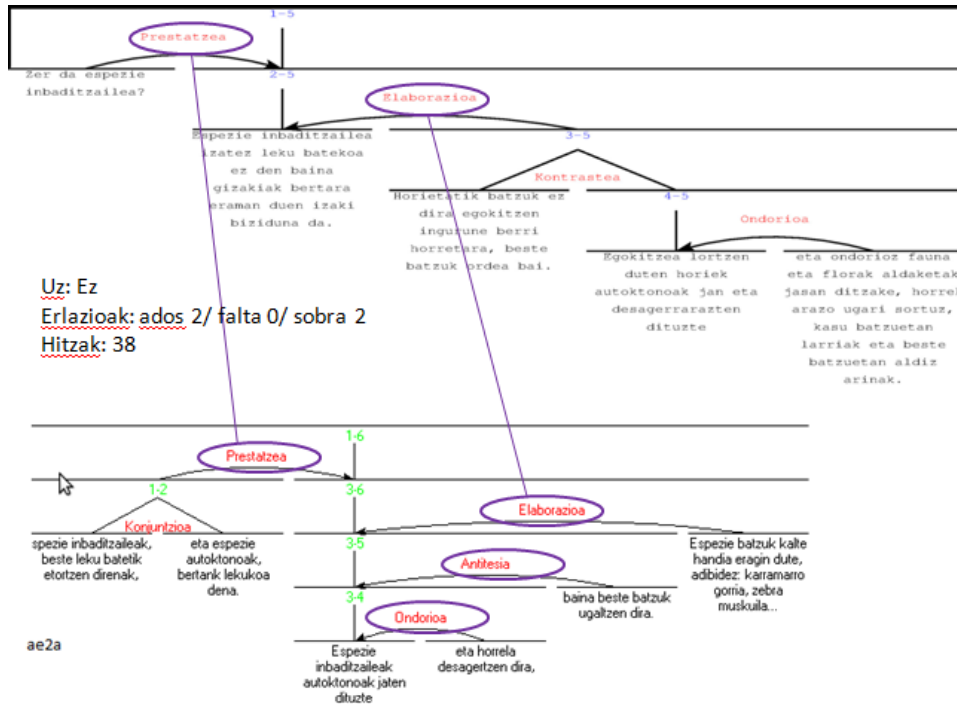 1-5
Prestatzea
Zer da espezie
inbaditzailea?
2-5
Elaborazioa
Espezie inbaditzailea
izatez leku batekoa
ez den baina
gizakiak bertara
eraman duen izaki
biziduna da.
3-5
Kontrastea
Horietatik batzuk ez
dira egokitzen
ingurune berri
horretara, beste
batzuk ordea bai.
4-5
Ondorioa
Egokitzea lortzen
duten horiek
autoktonoak jan eta
desagerrarazten
dituzte
eta ondorioz fauna
eta florak aldaketak
jasan ditzake, horrek
arazo ugari sortuz,
kasu batzuetan
larriak eta beste
batzuetan aldiz
arinak.
Uz: Ez
Erlazioak: ados 2/ falta 0/ sobra 2
Hitzak: 38
1-6
Prestatzea
1-2
Konjuntzioa
spezie inbaditzaileak,
beste leku batetik
etortzen direnak,
eta espezie
autoktonoak,
bertank lekukoa
dena.
3-6
Elaborazioa
Espezie batzuk kalte
handia eragin dute,
adibidez: karramarro
gorria, zebra
muskuila...
3-5
Antitesia
baina beste batzuk
ugaltzen dira.
3-4
Ondorioa
Espezie
inbaditzaileak
autoktonoak jaten
dituzte
eta horrela
desagertzen dira,
ae2a